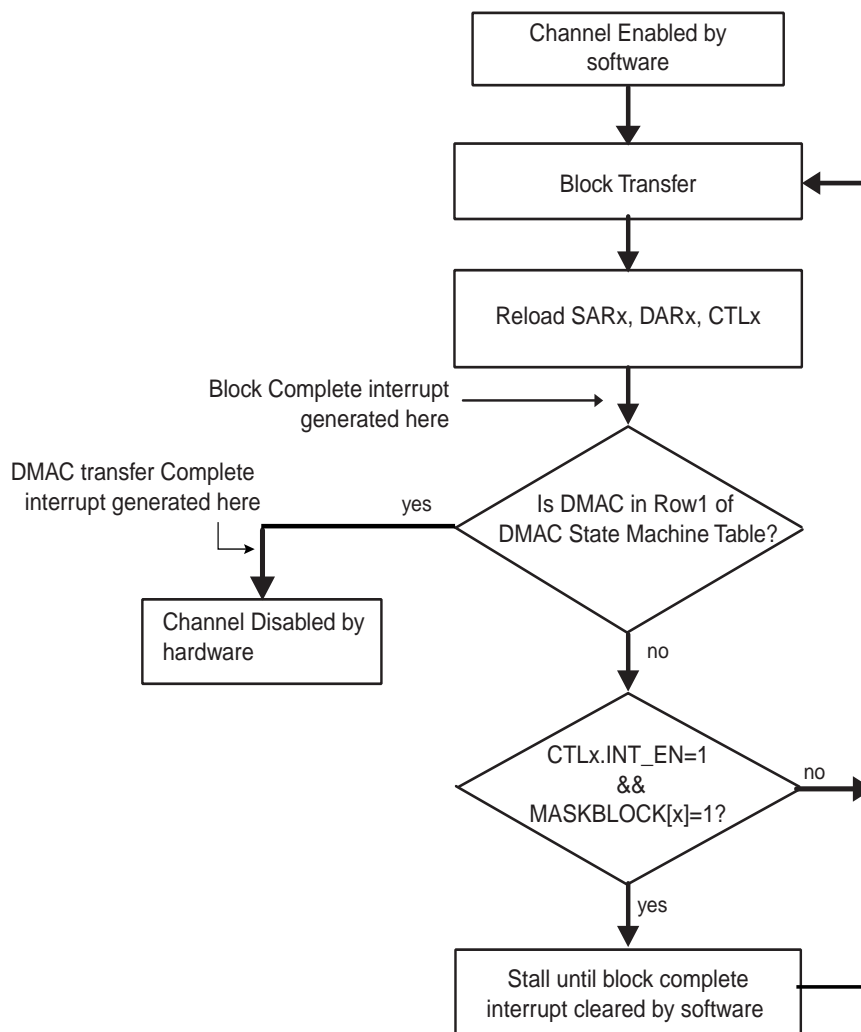 Channel Enabled by
software
Block Transfer
Reload SARx, DARx, CTLx
Block Complete interrupt
generated here
DMAC transfer Complete
interrupt generated here
yes
Is DMAC in Row1 of
DMAC State Machine Table?
Channel Disabled by
hardware
no
CTLx.INT_EN=1
&&
MASKBLOCK[x]=1?
no
yes
Stall until block complete
interrupt cleared by software